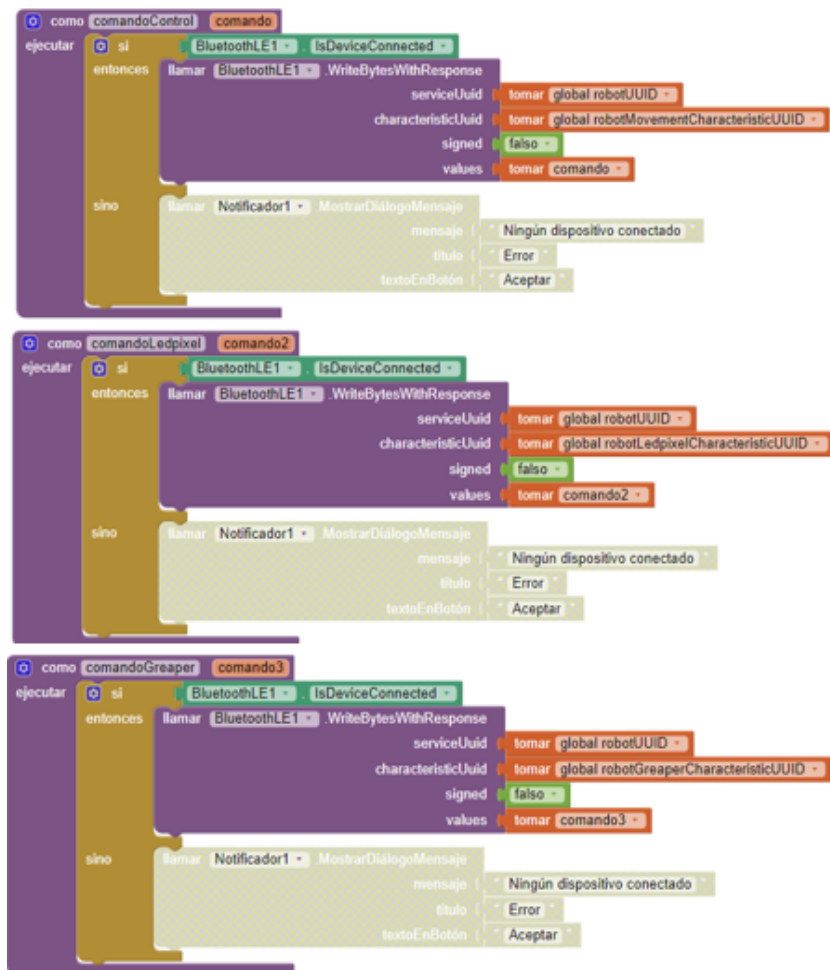 como comandoControl comando
ejecutar si BluetoothLE1 . IsDeviceConnected
entonces llamar BluetoothLE1 .WriteBytesWithResponse
serviceUuid tomar global robotUUID
characteristicUuid tomar global robotMovementCharacteristicUUID
signed falso
values tomar comando
sino llamar Notificador1 .MostrarDiálogoMensaje
mensaje " Ningún dispositivo conectado "
título " Error "
textoEnBotón " Aceptar "
como comandoLedpixel comando2
ejecutar si BluetoothLE1 . IsDeviceConnected
entonces llamar BluetoothLE1 .WriteBytesWithResponse
serviceUuid tomar global robotUUID
characteristicUuid tomar global robotLedpixelCharacteristicUUID
signed falso
values tomar comando2
sino llamar Notificador1 .MostrarDiálogoMensaje
mensaje " Ningún dispositivo conectado "
título " Error "
textoEnBotón " Aceptar "
como comandoGreaper comando3
ejecutar si BluetoothLE1 . IsDeviceConnected
entonces llamar BluetoothLE1 .WriteBytesWithResponse
serviceUuid tomar global robotUUID
characteristicUuid tomar global robotGreaperCharacteristicUUID
signed falso
values tomar comando3
sino llamar Notificador1 .MostrarDiálogoMensaje
mensaje " Ningún dispositivo conectado "
título " Error "
textoEnBotón " Aceptar "